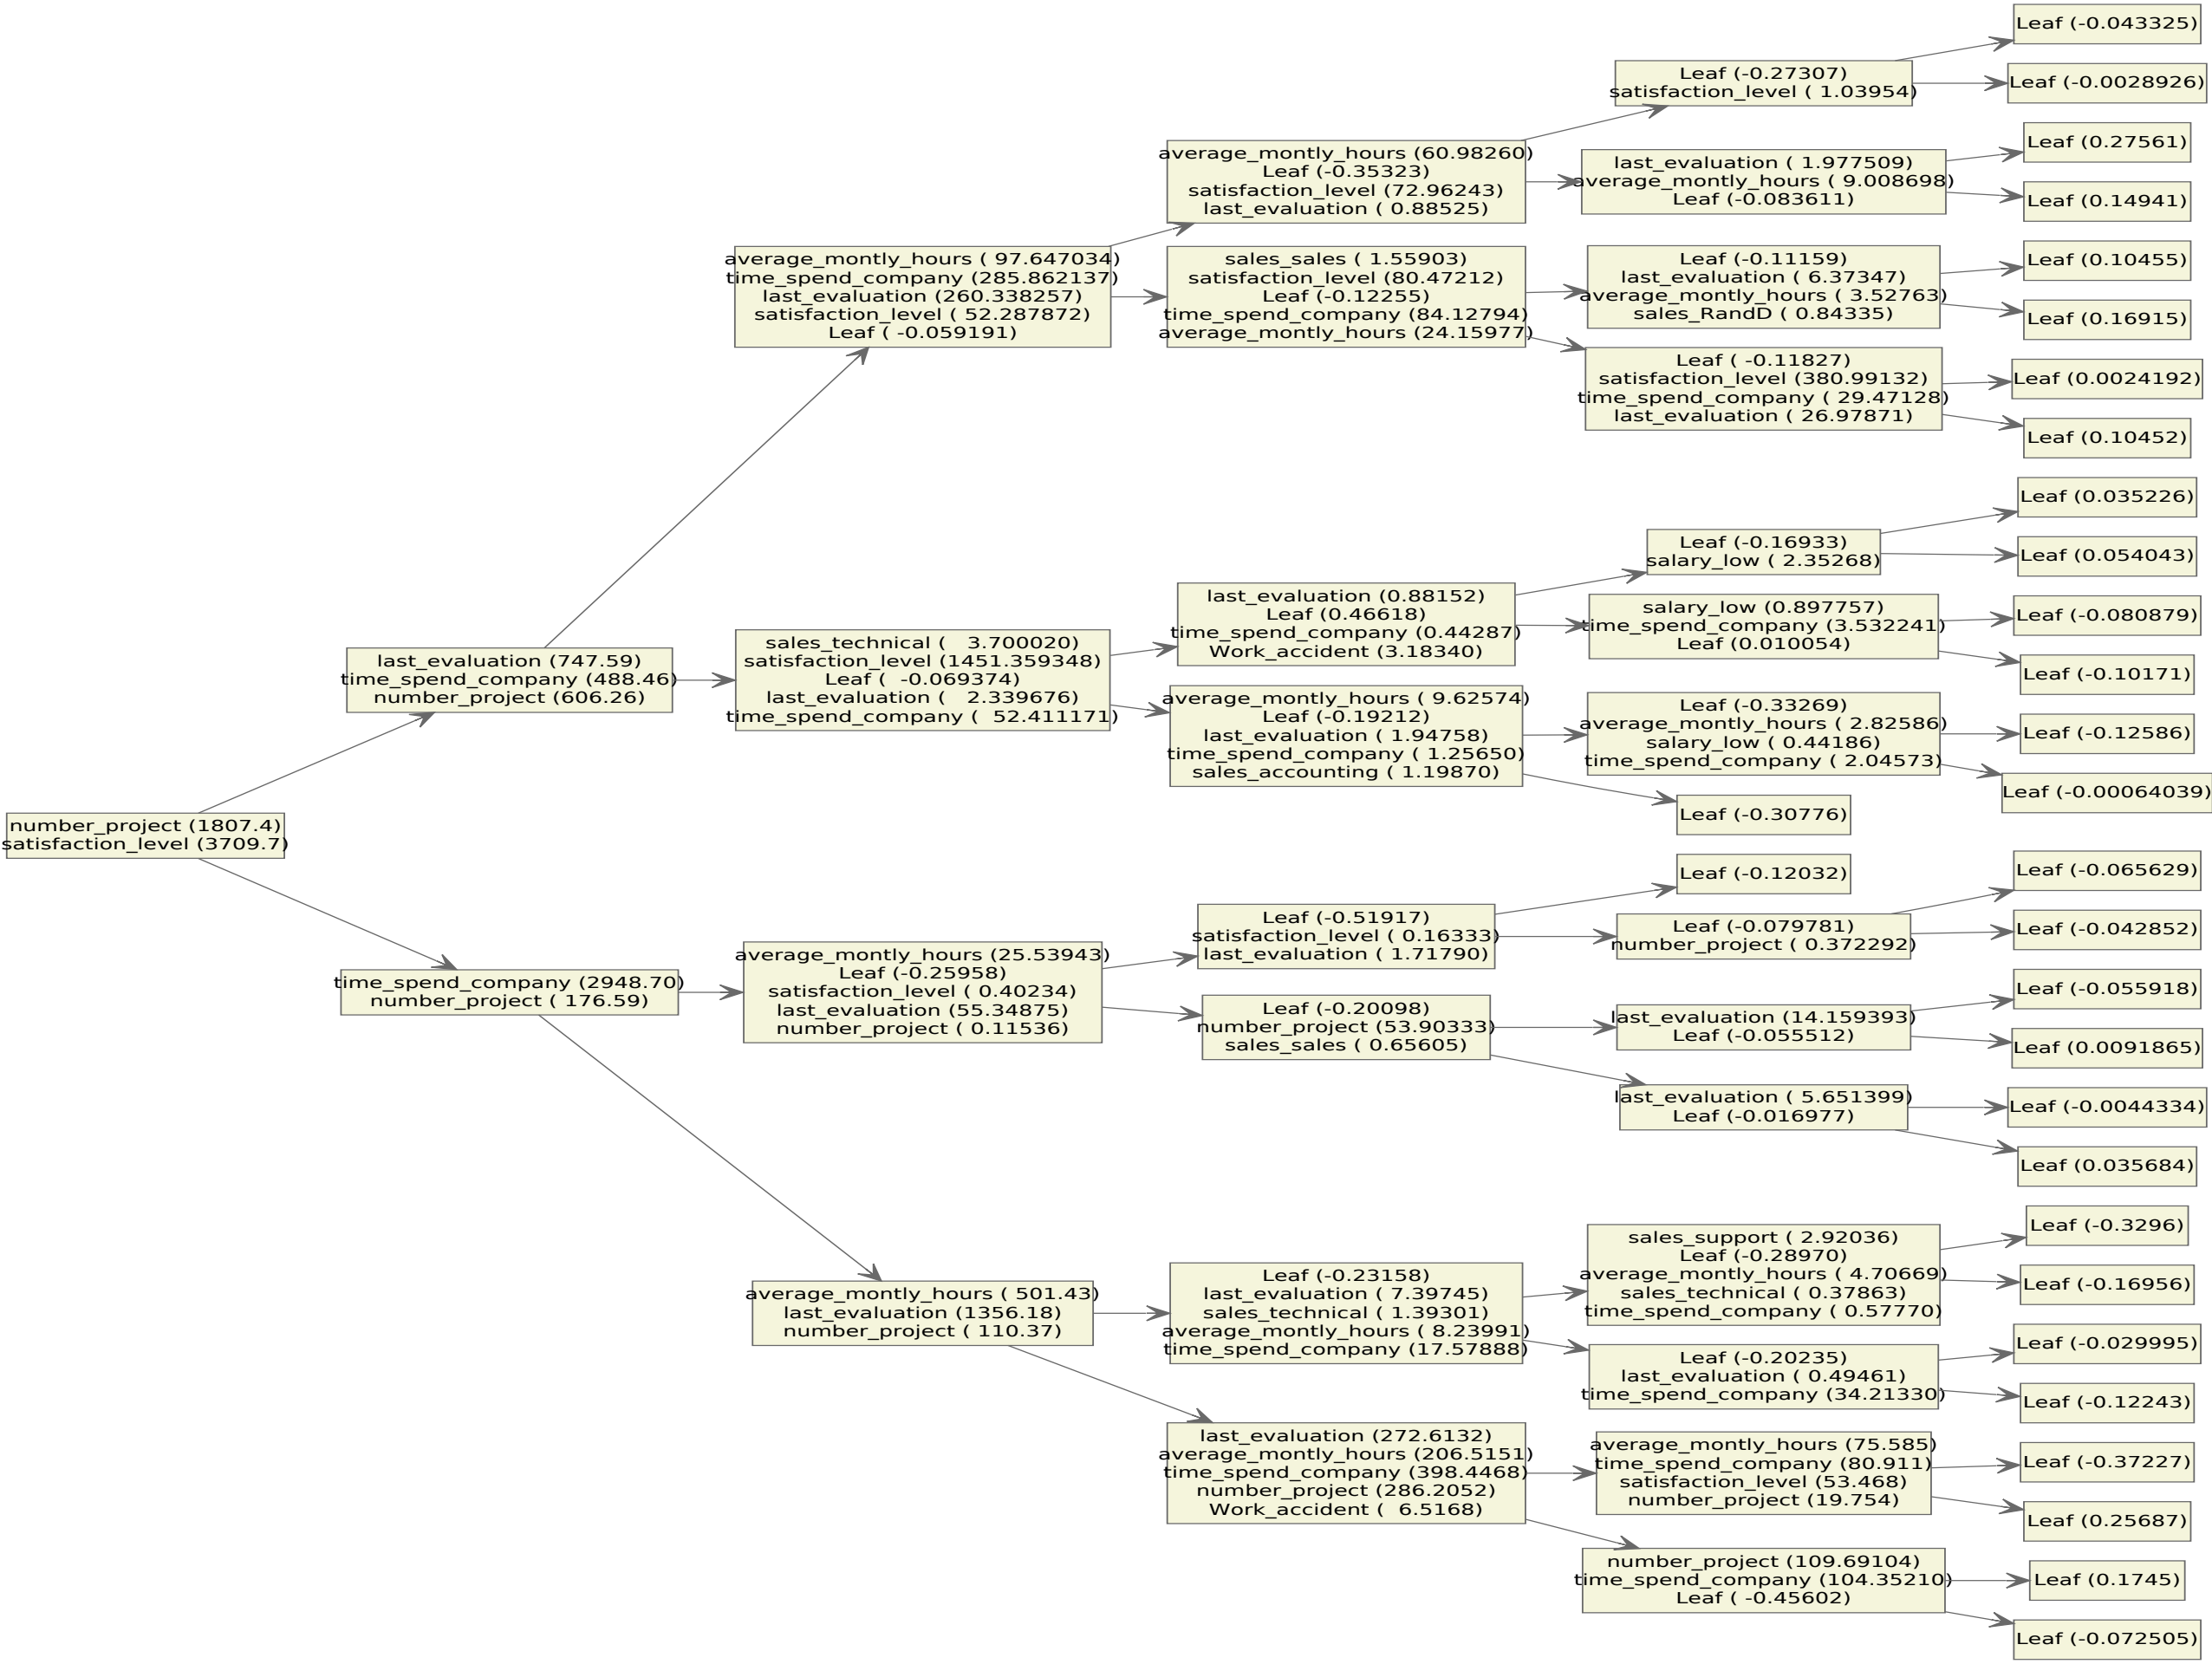 number_project (1807.4)
satisfaction_level (3709.7)
last_evaluation (747.59)
time_spend_company (488.46)
number_project (606.26)
time_spend_company (2948.70)
number_project ( 176.59)
average_montly_hours ( 97.647034)
time_spend_company (285.862137)
last_evaluation (260.338257)
satisfaction_level ( 52.287872)
Leaf ( -0.059191)
sales_technical (   3.700020)
satisfaction_level (1451.359348)
Leaf (  -0.069374)
last_evaluation (   2.339676)
time_spend_company (  52.411171)
average_montly_hours (25.53943)
Leaf (-0.25958)
satisfaction_level ( 0.40234)
last_evaluation (55.34875)
number_project ( 0.11536)
average_montly_hours ( 501.43)
last_evaluation (1356.18)
number_project ( 110.37)
average_montly_hours (60.98260)
Leaf (-0.35323)
satisfaction_level (72.96243)
last_evaluation ( 0.88525)
sales_sales ( 1.55903)
satisfaction_level (80.47212)
Leaf (-0.12255)
time_spend_company (84.12794)
average_montly_hours (24.15977)
last_evaluation (0.88152)
Leaf (0.46618)
time_spend_company (0.44287)
Work_accident (3.18340)
average_montly_hours ( 9.62574)
Leaf (-0.19212)
last_evaluation ( 1.94758)
time_spend_company ( 1.25650)
sales_accounting ( 1.19870)
Leaf (-0.51917)
satisfaction_level ( 0.16333)
last_evaluation ( 1.71790)
Leaf (-0.20098)
number_project (53.90333)
sales_sales ( 0.65605)
Leaf (-0.23158)
last_evaluation ( 7.39745)
sales_technical ( 1.39301)
average_montly_hours ( 8.23991)
time_spend_company (17.57888)
last_evaluation (272.6132)
average_montly_hours (206.5151)
time_spend_company (398.4468)
number_project (286.2052)
Work_accident (  6.5168)
Leaf (-0.27307)
satisfaction_level ( 1.03954)
last_evaluation ( 1.977509)
average_montly_hours ( 9.008698)
Leaf (-0.083611)
Leaf (-0.11159)
last_evaluation ( 6.37347)
average_montly_hours ( 3.52763)
sales_RandD ( 0.84335)
Leaf ( -0.11827)
satisfaction_level (380.99132)
time_spend_company ( 29.47128)
last_evaluation ( 26.97871)
Leaf (-0.16933)
salary_low ( 2.35268)
salary_low (0.897757)
time_spend_company (3.532241)
Leaf (0.010054)
Leaf (-0.33269)
average_montly_hours ( 2.82586)
salary_low ( 0.44186)
time_spend_company ( 2.04573)
Leaf (-0.30776)
Leaf (-0.12032)
Leaf (-0.079781)
number_project ( 0.372292)
last_evaluation (14.159393)
Leaf (-0.055512)
last_evaluation ( 5.651399)
Leaf (-0.016977)
sales_support ( 2.92036)
Leaf (-0.28970)
average_montly_hours ( 4.70669)
sales_technical ( 0.37863)
time_spend_company ( 0.57770)
Leaf (-0.20235)
last_evaluation ( 0.49461)
time_spend_company (34.21330)
average_montly_hours (75.585)
time_spend_company (80.911)
satisfaction_level (53.468)
number_project (19.754)
number_project (109.69104)
time_spend_company (104.35210)
Leaf ( -0.45602)
Leaf (-0.043325)
Leaf (-0.0028926)
Leaf (0.27561)
Leaf (0.14941)
Leaf (0.10455)
Leaf (0.16915)
Leaf (0.0024192)
Leaf (0.10452)
Leaf (0.035226)
Leaf (0.054043)
Leaf (-0.080879)
Leaf (-0.10171)
Leaf (-0.12586)
Leaf (-0.00064039)
Leaf (-0.065629)
Leaf (-0.042852)
Leaf (-0.055918)
Leaf (0.0091865)
Leaf (-0.0044334)
Leaf (0.035684)
Leaf (-0.3296)
Leaf (-0.16956)
Leaf (-0.029995)
Leaf (-0.12243)
Leaf (-0.37227)
Leaf (0.25687)
Leaf (0.1745)
Leaf (-0.072505)